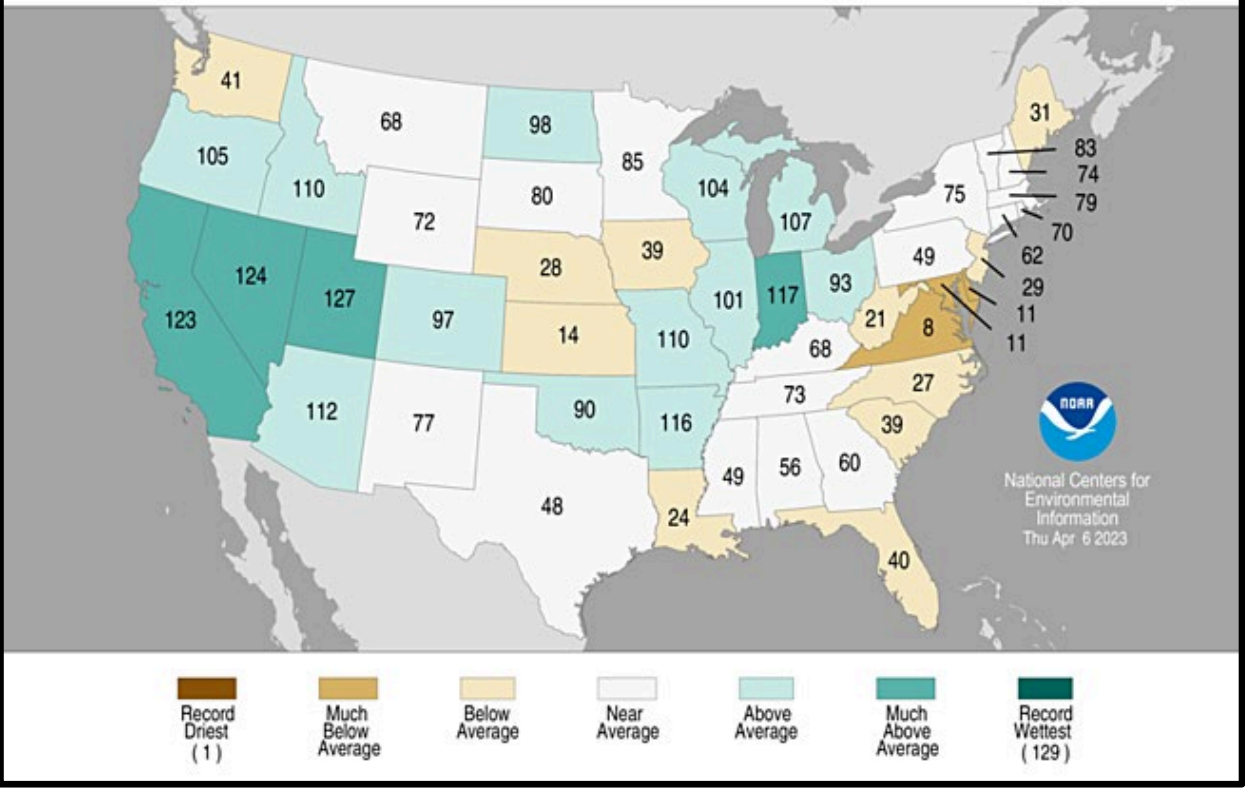 41
68
98
85
31
105
110
80
104
107
75
83
74
79
70
62
72
28
39
49
29
11
11
123
124
127
97
14
110
101
117
93
21
8
68
112
77
90
116
73
27
39
48
24
49
56
60
40
NOAA
National Centers for
Environmental
Information
Thu Apr 6 2023
Record
Driest
( 1 )
Much
Below
Average
Below
Average
Near
Average
Above
Average
Much
Above
Average
Record
Wettest
( 129 )